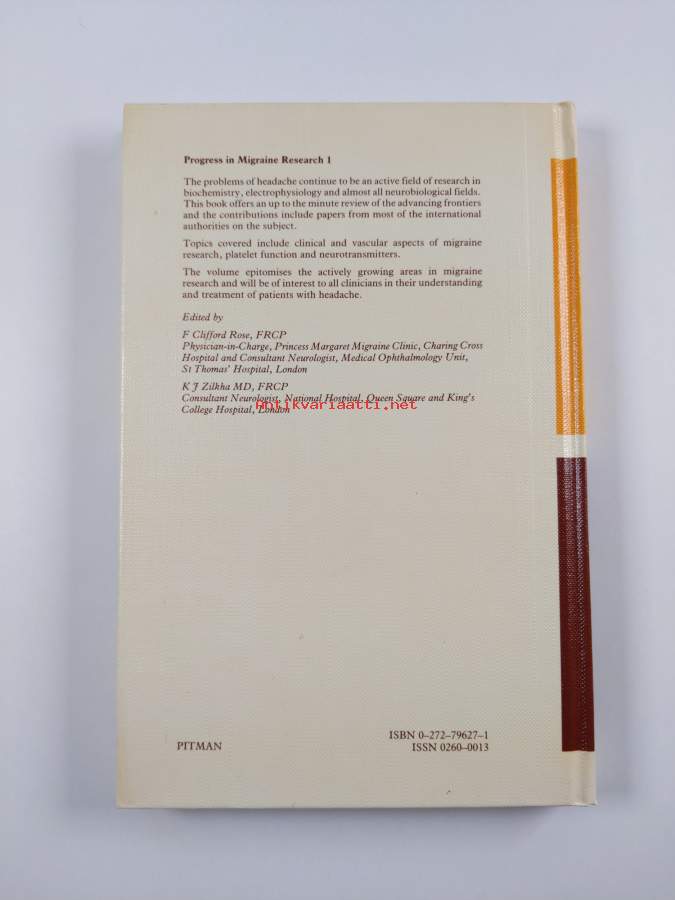 Progress in Migraine Research 1
The problems of headache continue to be an active field of research in
biochemistry, electrophysiology and almost all neurobiological fields.
This book offers an up to the minute review of the advancing frontiers
and the contributions include papers from most of the international
authorities on the subject.
Topics covered include clinical and vascular aspects of migraine
research, platelet function and neurotransmitters.
The volume epitomises the actively growing areas in migraine
research and will be of interest to all clinicians in their understanding
and treatment of patients with headache.
Edited by
F Clifford Rose, FRCP
Physician-in-Charge, Princess Margaret Migraine Clinic, Charing Cross
Hospital and Consultant Neurologist, Medical Ophthalmology Unit,
St Thomas' Hospital, London
K J Zilkha MD, FRCP
Consultant Neurologist, National Hospital, Queen Square and King's
College Hospital, London
Antikvariaatti.net
PITMAN
ISBN 0-272-79627-1
ISSN 0260-0013